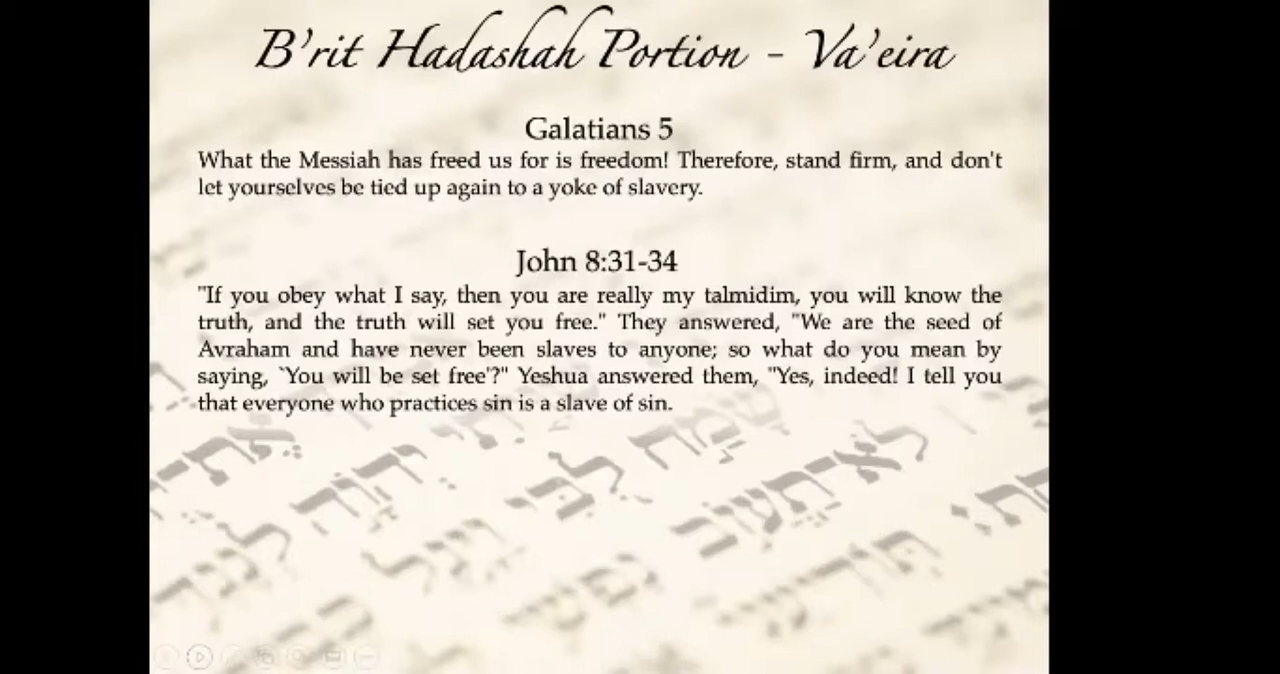 B'rit Hadashah Portion - Va'eira
Galatians 5
What the Messiah has freed us for is freedom! Therefore, stand firm, and don't
let yourselves be tied up again to a yoke of slavery.
John 8:31-34
"If you obey what I say, then you are really my talmidim, you will know the
truth, and the truth will set you free." They answered, "We are the seed of
Avraham and have never been slaves to anyone; so what do you mean by
saying, `You will be set free'?" Yeshua answered them, "Yes, indeed! I tell you
that everyone who practices sin is a slave of sin.